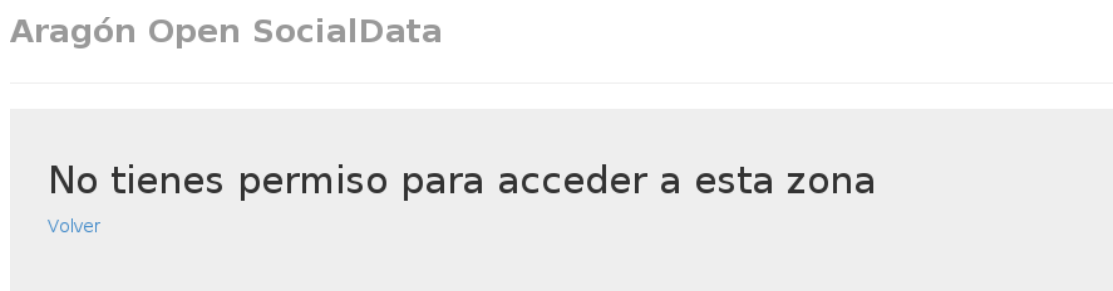 Aragón Open SocialData
No tienes permiso para acceder a esta zona
Volver